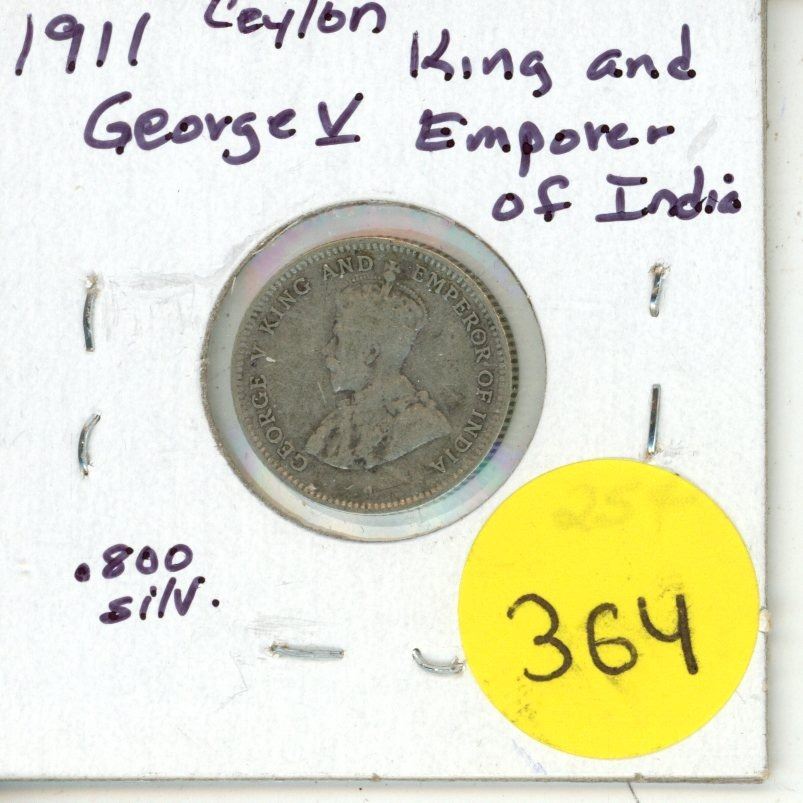 1911 Ceylon
King and
George V Emporer
of India
GEORGE V KING AND EMPEROR OF INDIA
.800
silv.
364